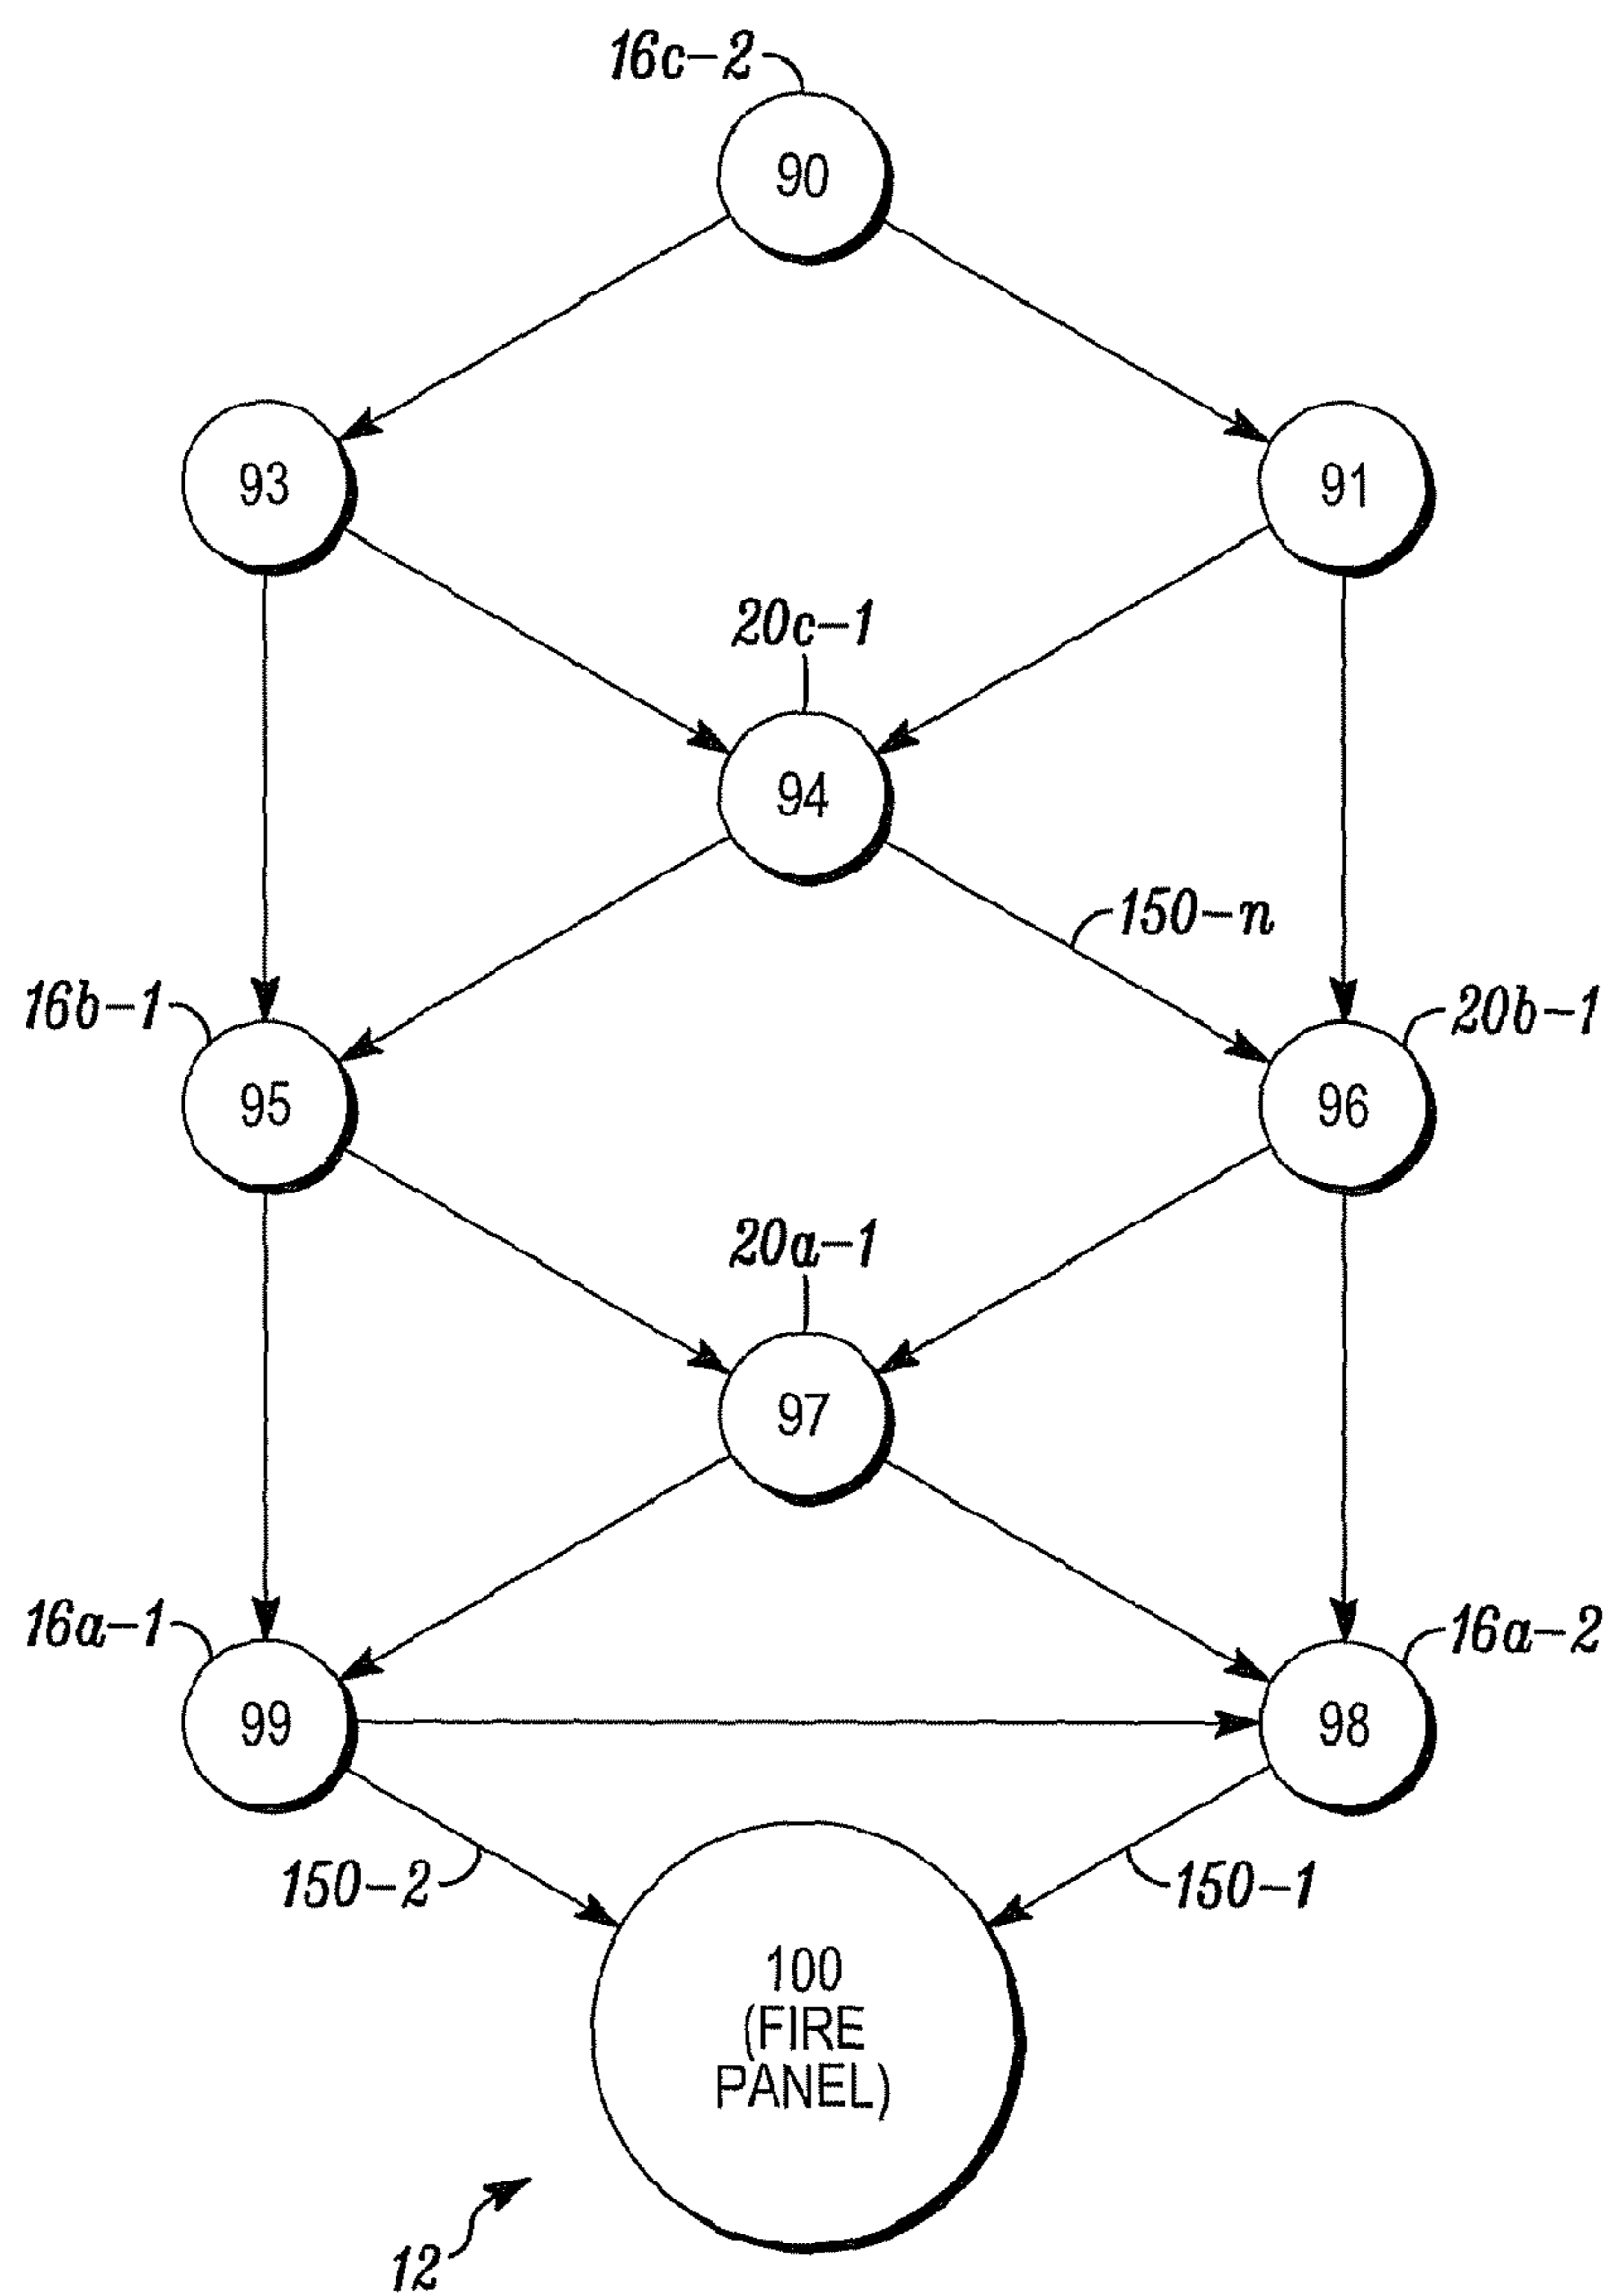 16c-2
90
93
91
20c-1
94
150-n
16b-1
20b-1
95
96
20a-1
97
16a-1
16a-2
99
98
150-2
150-1
100
(FIRE
PANEL)
12